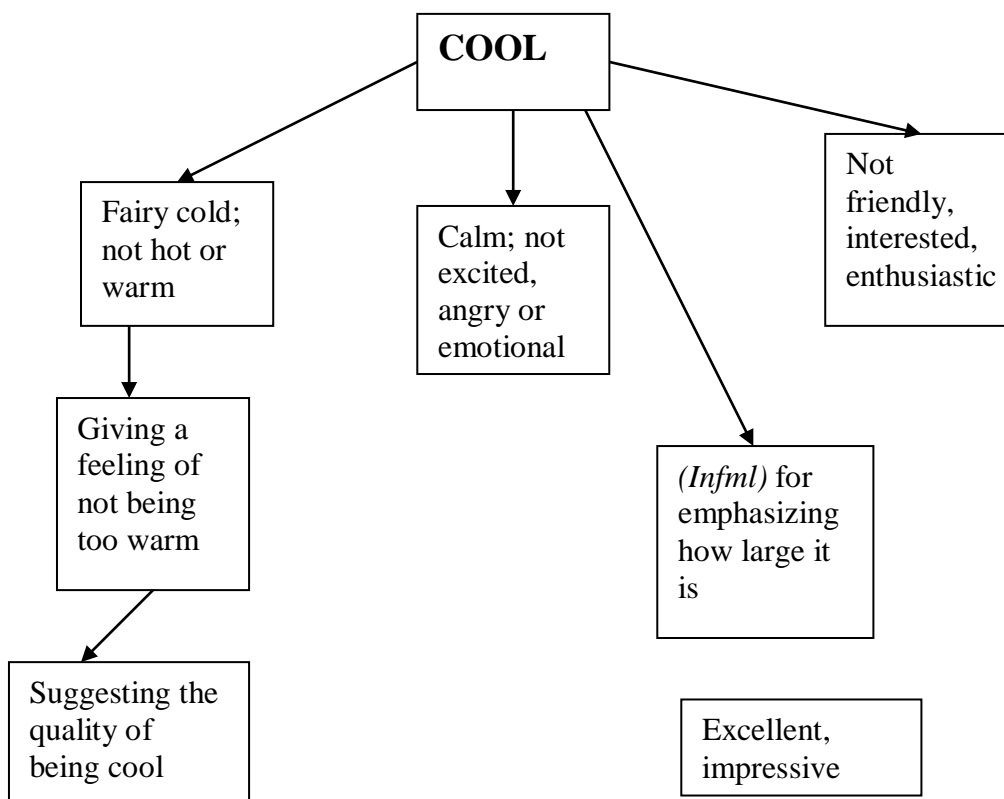 COOL
Not
friendly,
interested,
enthusiastic
Fairy cold;
not hot or
warm
Calm; not
excited,
angry or
emotional
Giving a
feeling of
not being
too warm
(Infml) for
emphasizing
how large it
is
Suggesting the
quality of
being cool
Excellent,
impressive